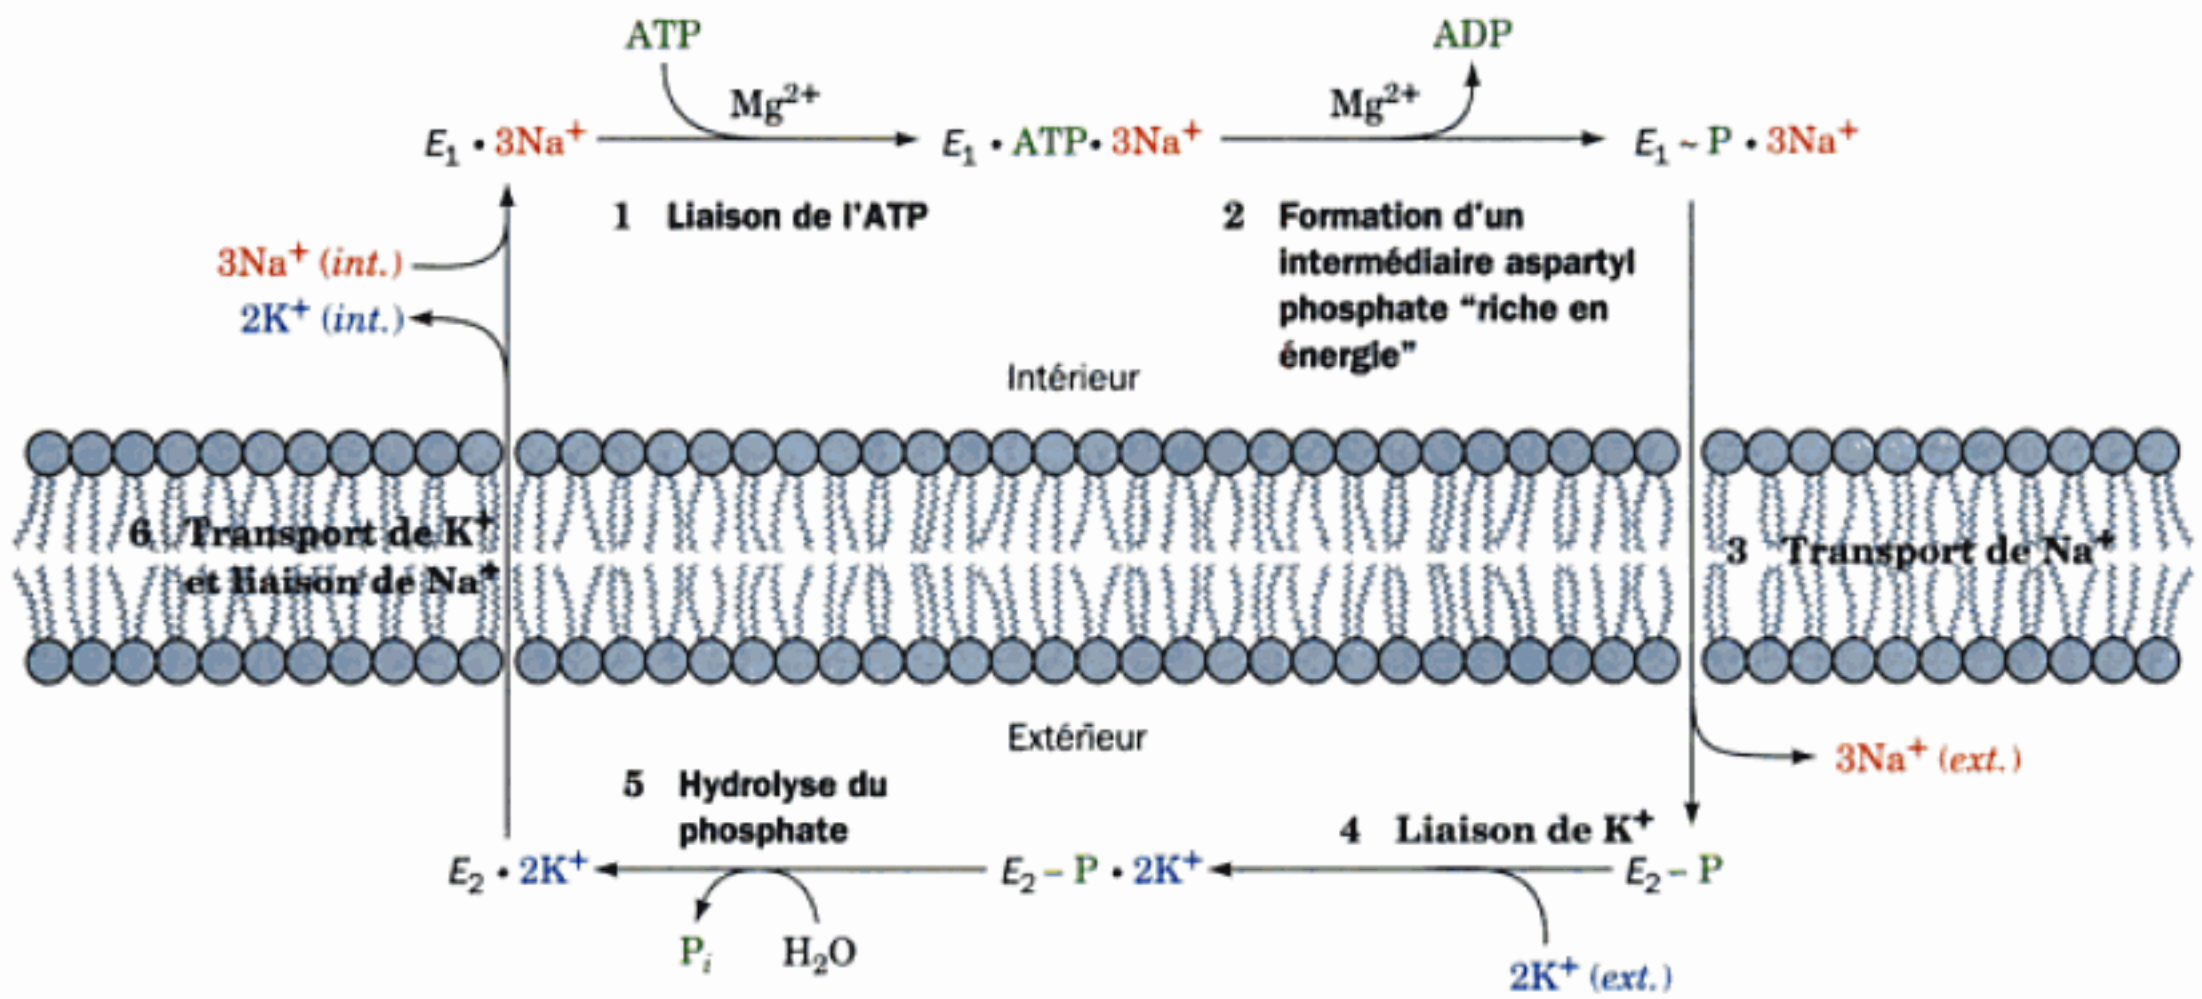 ATP
ADP
Mg²⁺
Mg²⁺
E₁ • 3Na⁺
E₁ • ATP • 3Na⁺
E₁ ~ P • 3Na⁺
1 Liaison de l'ATP
2 Formation d'un
intermédiaire aspartyl
phosphate “riche en
énergie”
3Na⁺ (int.)
2K⁺ (int.)
Intérieur
6 Transport de K⁺
et liaison de Na⁺
3 Transport de Na⁺
Extérieur
3Na⁺ (ext.)
5 Hydrolyse du
phosphate
4 Liaison de K⁺
E₂ • 2K⁺
E₂ – P • 2K⁺
E₂ – P
Pᵢ
H₂O
2K⁺ (ext.)